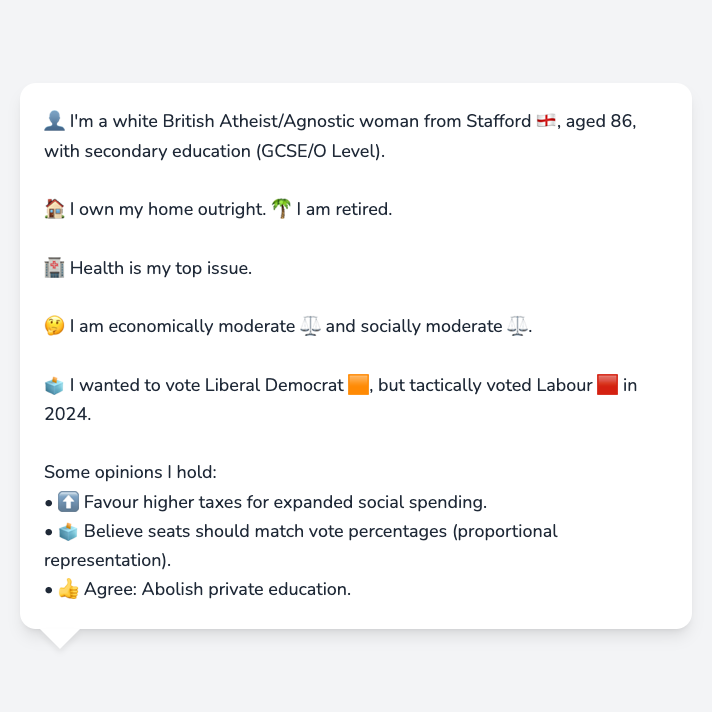 👤 I'm a white British Atheist/Agnostic woman from Stafford 🏴󠁧󠁢󠁥󠁮󠁧󠁿, aged 86,
with secondary education (GCSE/O Level).
🏠 I own my home outright. 🌴 I am retired.
🏥 Health is my top issue.
🤔 I am economically moderate ⚖️ and socially moderate ⚖️.
🗳️ I wanted to vote Liberal Democrat 🟧, but tactically voted Labour 🟥 in
2024.
Some opinions I hold:
• ⬆️ Favour higher taxes for expanded social spending.
• 🗳️ Believe seats should match vote percentages (proportional
representation).
• 👍 Agree: Abolish private education.